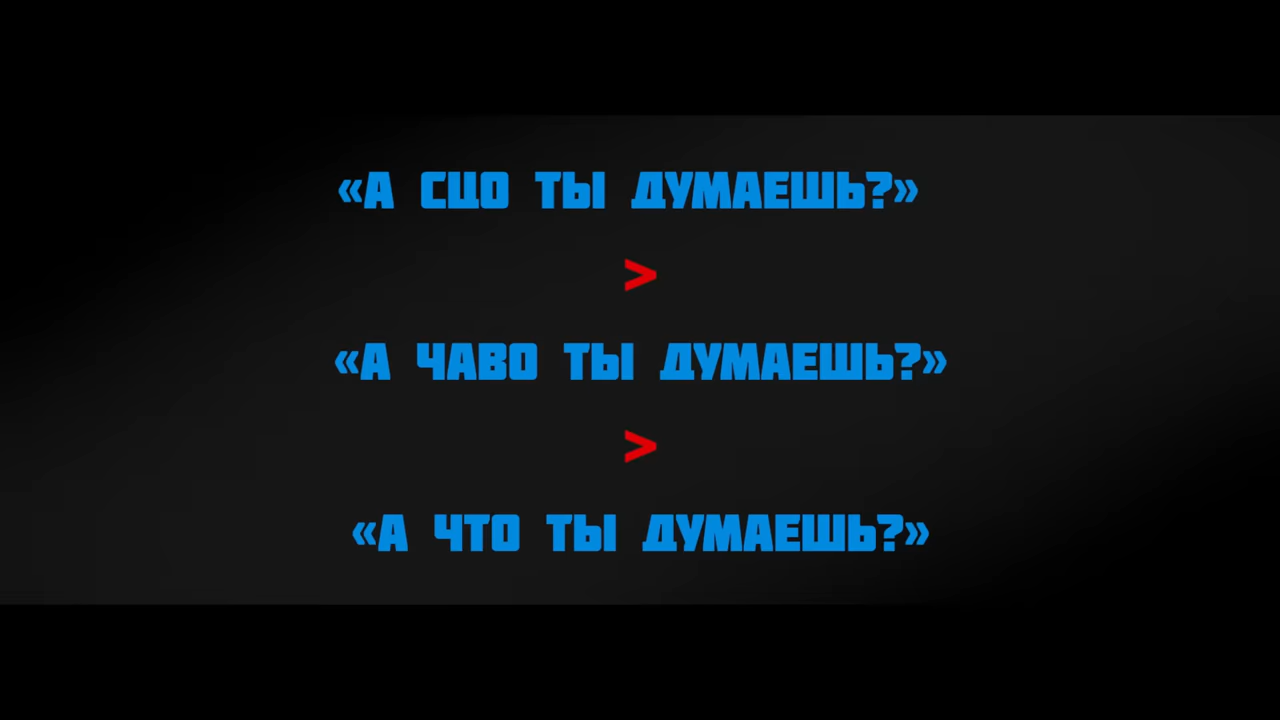 «А СЦО ТЫ ДУМАЕШЬ?»
>
«А ЧАВО ТЫ ДУМАЕШЬ?»
>
«А ЧТО ТЫ ДУМАЕШЬ?»